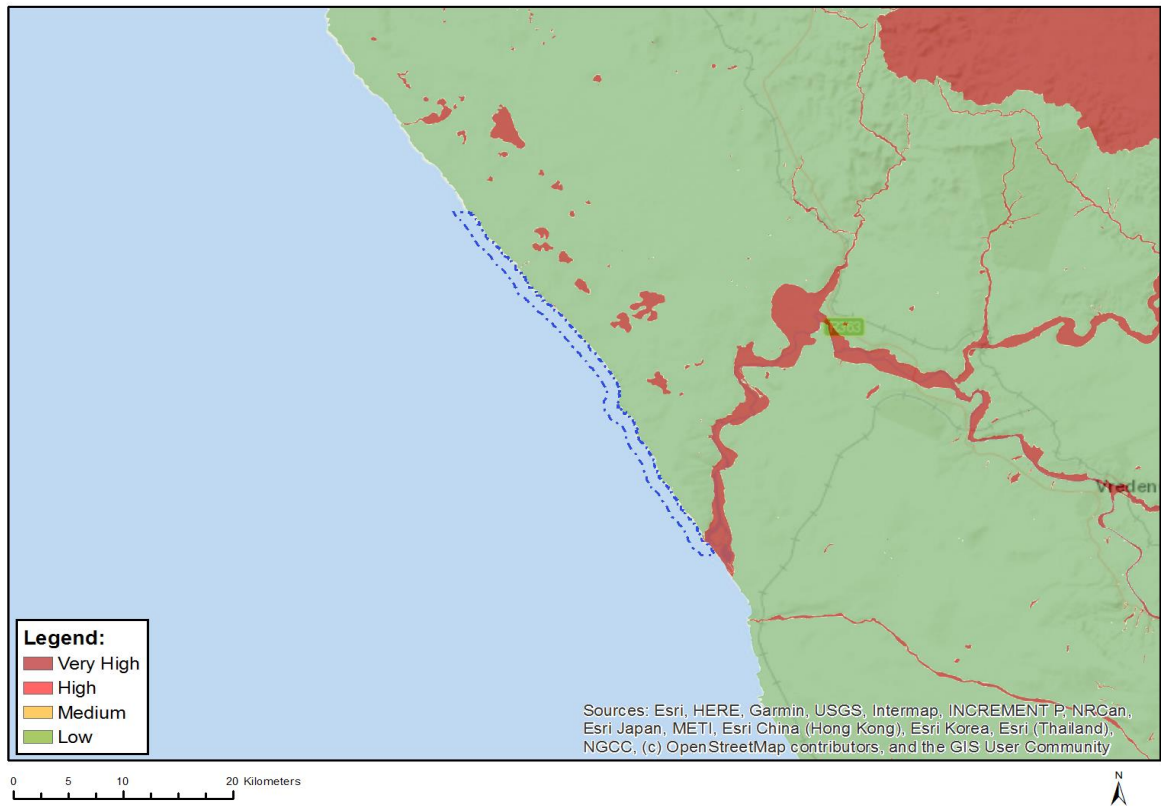 Vreden
Legend:
Very High
High
Medium
Low
Sources: Esri, HERE, Garmin, USGS, Intermap, INCREMENT P, NRCan,
Esri Japan, METI, Esri China (Hong Kong), Esri Korea, Esri (Thailand),
NGCC, (c) OpenStreetMap contributors, and the GIS User Community
0 5 10 20 Kilometers
N